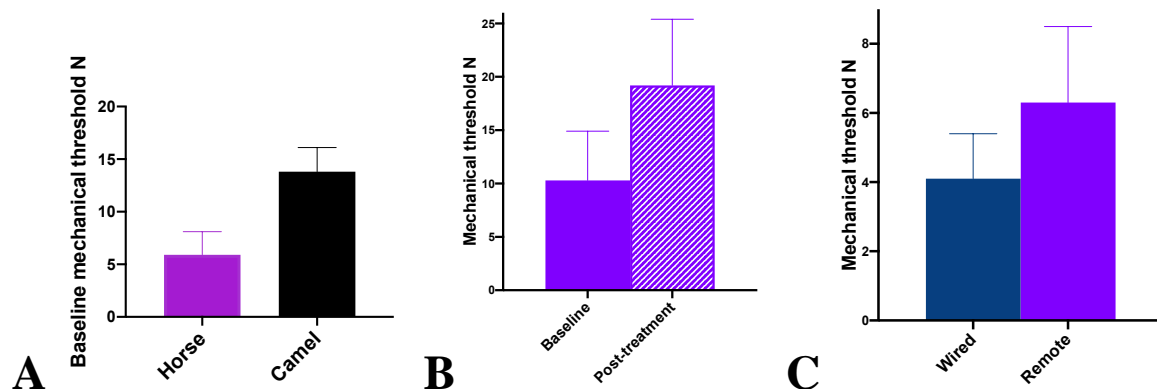 A
Baseline mechanical threshold N
20
15
10
5
0
Horse
Camel
B
Mechanical threshold N
25
20
15
10
5
0
Baseline
Post-treatment
C
Mechanical threshold N
8
6
4
2
0
Wired
Remote